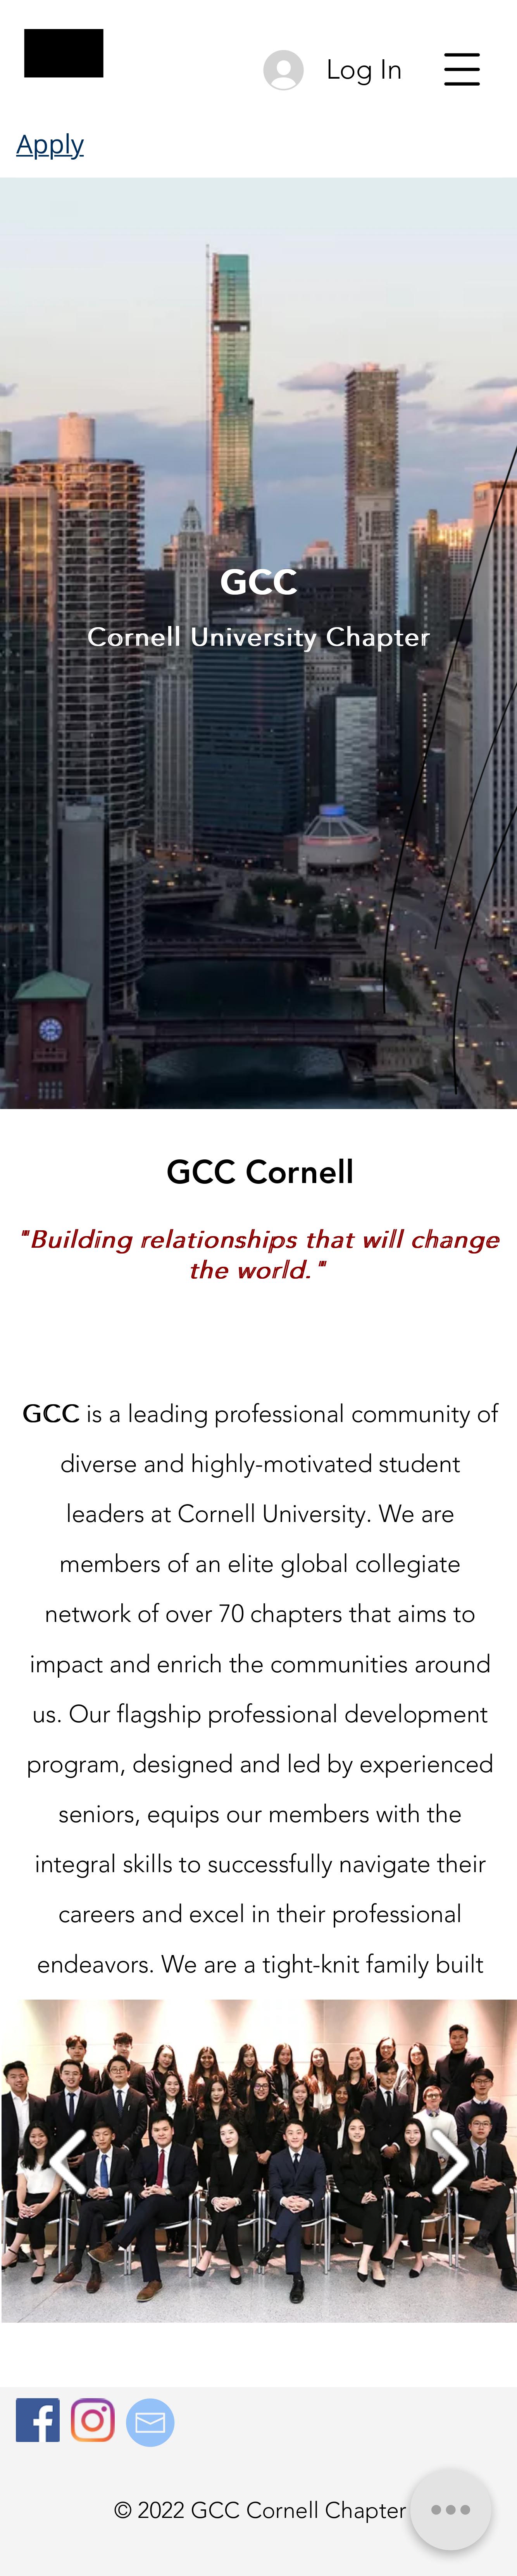 Log In
Apply
GCC
Cornell University Chapter
GCC Cornell
"'Building relationships that will change
the world."'
GCC is a leading professional community of
diverse and highly-motivated student
leaders at Cornell University. We are
members of an elite global collegiate
network of over 70 chapters that aims to
impact and enrich the communities around
us. Our flagship professional development
program, designed and led by experienced
seniors, equips our members with the
integral skills to successfully navigate their
careers and excel in their professional
endeavors. We are a tight-knit family built
© 2022 GCC Cornell Chapter